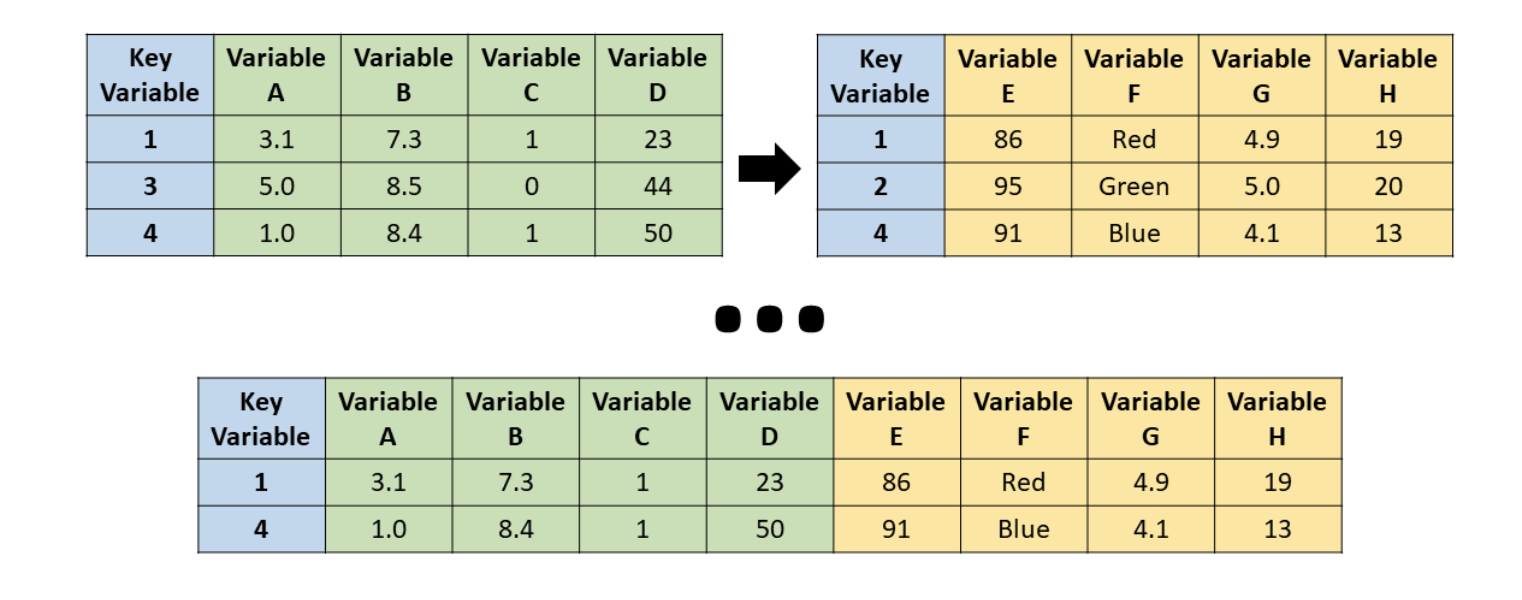 Key Variable Variable A Variable B Variable C Variable D
1 3.1 7.3 1 23
3 5.0 8.5 0 44
4 1.0 8.4 1 50
Key Variable Variable E Variable F Variable G Variable H
1 86 Red 4.9 19
2 95 Green 5.0 20
4 91 Blue 4.1 13
Key Variable Variable A Variable B Variable C Variable D Variable E Variable F Variable G Variable H
1 3.1 7.3 1 23 86 Red 4.9 19
4 1.0 8.4 1 50 91 Blue 4.1 13